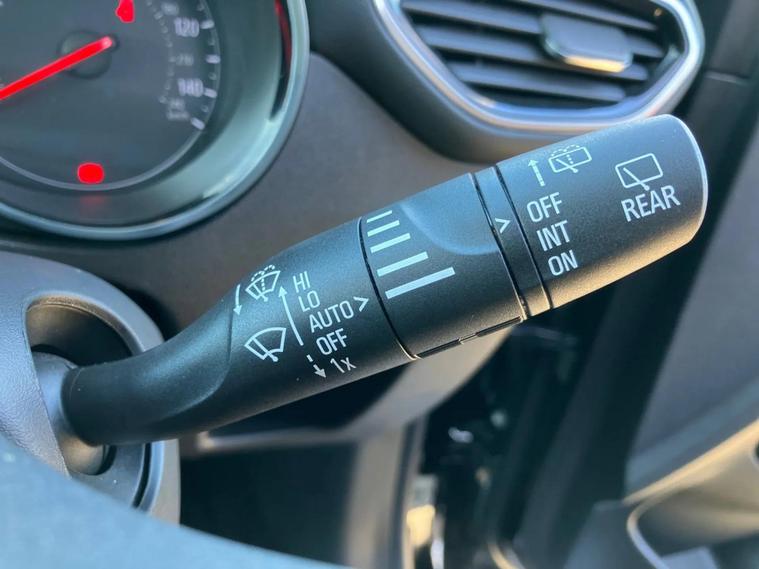 120
140
HI
LO
AUTO >
OFF
1x
>
OFF
INT
ON
REAR